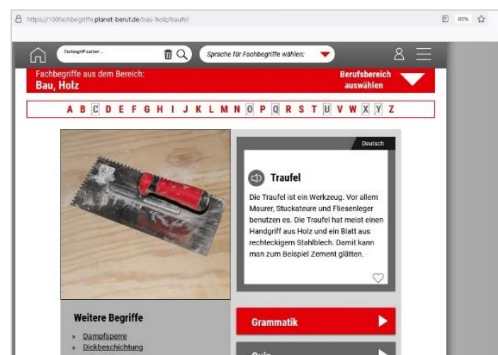 https://100fachbegriffe.planet-beruf.de/bau-holz/traufel
80%
Fachbegriff suchen...
Sprache für Fachbegriffe wählen:
Fachbegriffe aus dem Bereich:
Bau, Holz
Berufsbereich
auswählen
A B C D E F G H I J K L M N O P Q R S T U V W X Y Z
Deutsch
Traufel
Die Traufel ist ein Werkzeug. Vor allem
Maurer, Stuckateure und Fliesenleger
benutzen es. Die Traufel hat meist einen
Handgriff aus Holz und ein Blatt aus
rechteckigem Stahlblech. Damit kann
man zum Beispiel Zement glätten.
Weitere Begriffe
Dampfsperre
Dickbeschichtung
Grammatik
Quiz